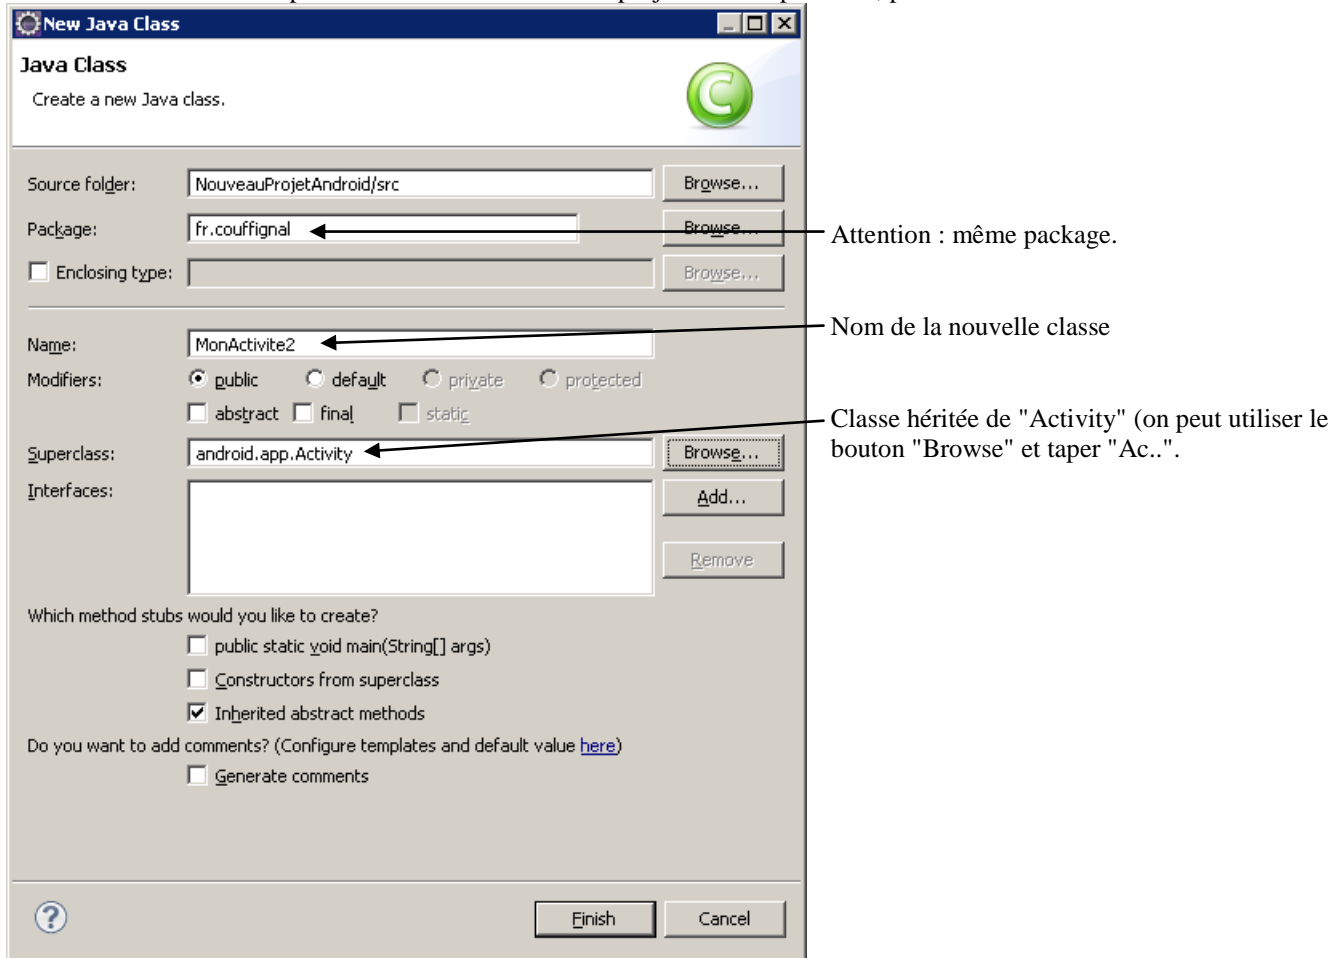 New Java Class
Java Class
Create a new Java class.
Source folder: NouveauProjetAndroid/src Browse...
Package: fr.couffignal Browse... Attention : même package.
Enclosing type: Browse...
Nom de la nouvelle classe
Name: MonActivite2
Modifiers: public default private protected
abstract final static
Classe héritée de "Activity" (on peut utiliser le
bouton "Browse" et taper "Ac..".
Superclass: android.app.Activity Browse...
Interfaces: Add...
Remove
Which method stubs would you like to create?
public static void main(String[] args)
Constructors from superclass
Inherited abstract methods
Do you want to add comments? (Configure templates and default value here)
Generate comments
? Finish Cancel